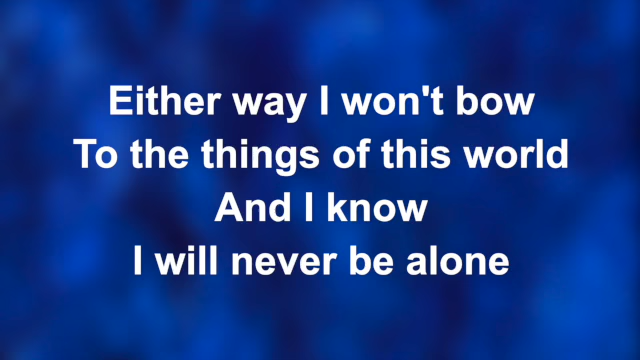 Either way I won't bow
To the things of this world
And I know
I will never be alone